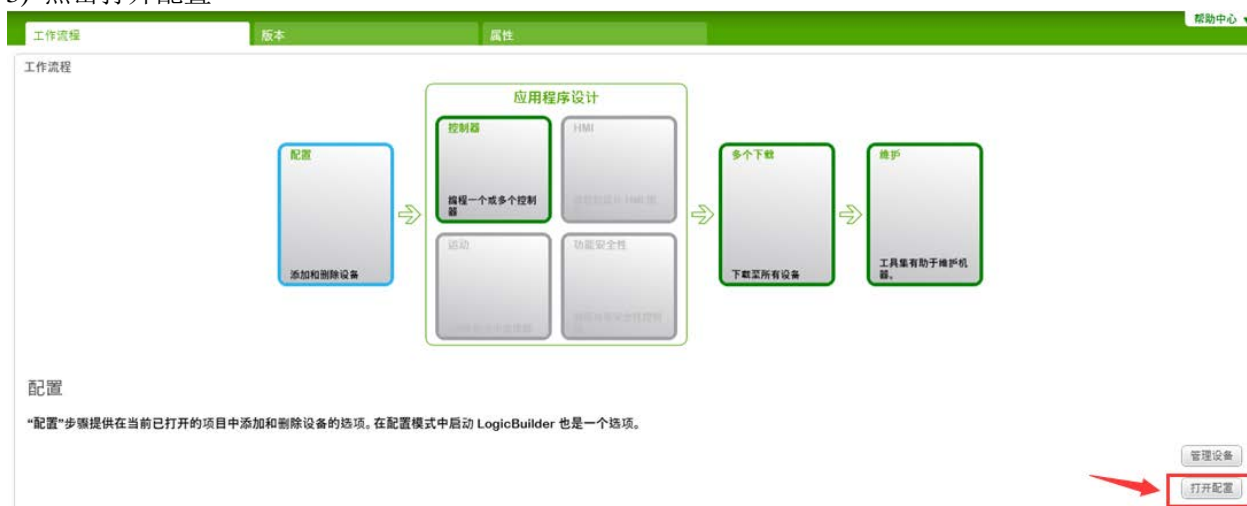 点击打开配置
帮助中心
工作流程
版本
属性
工作流程
应用程序设计
控制器
HMI
配置
多个下载
维护
编程一个或多个控制
器
运动
功能安全性
添加和删除设备
下载至所有设备
工具集有助于维护机
器。
配置
“配置”步骤提供在当前已打开的项目中添加和删除设备的选项。在配置模式中启动 LogicBuilder 也是一个选项。
管理设备
打开配置